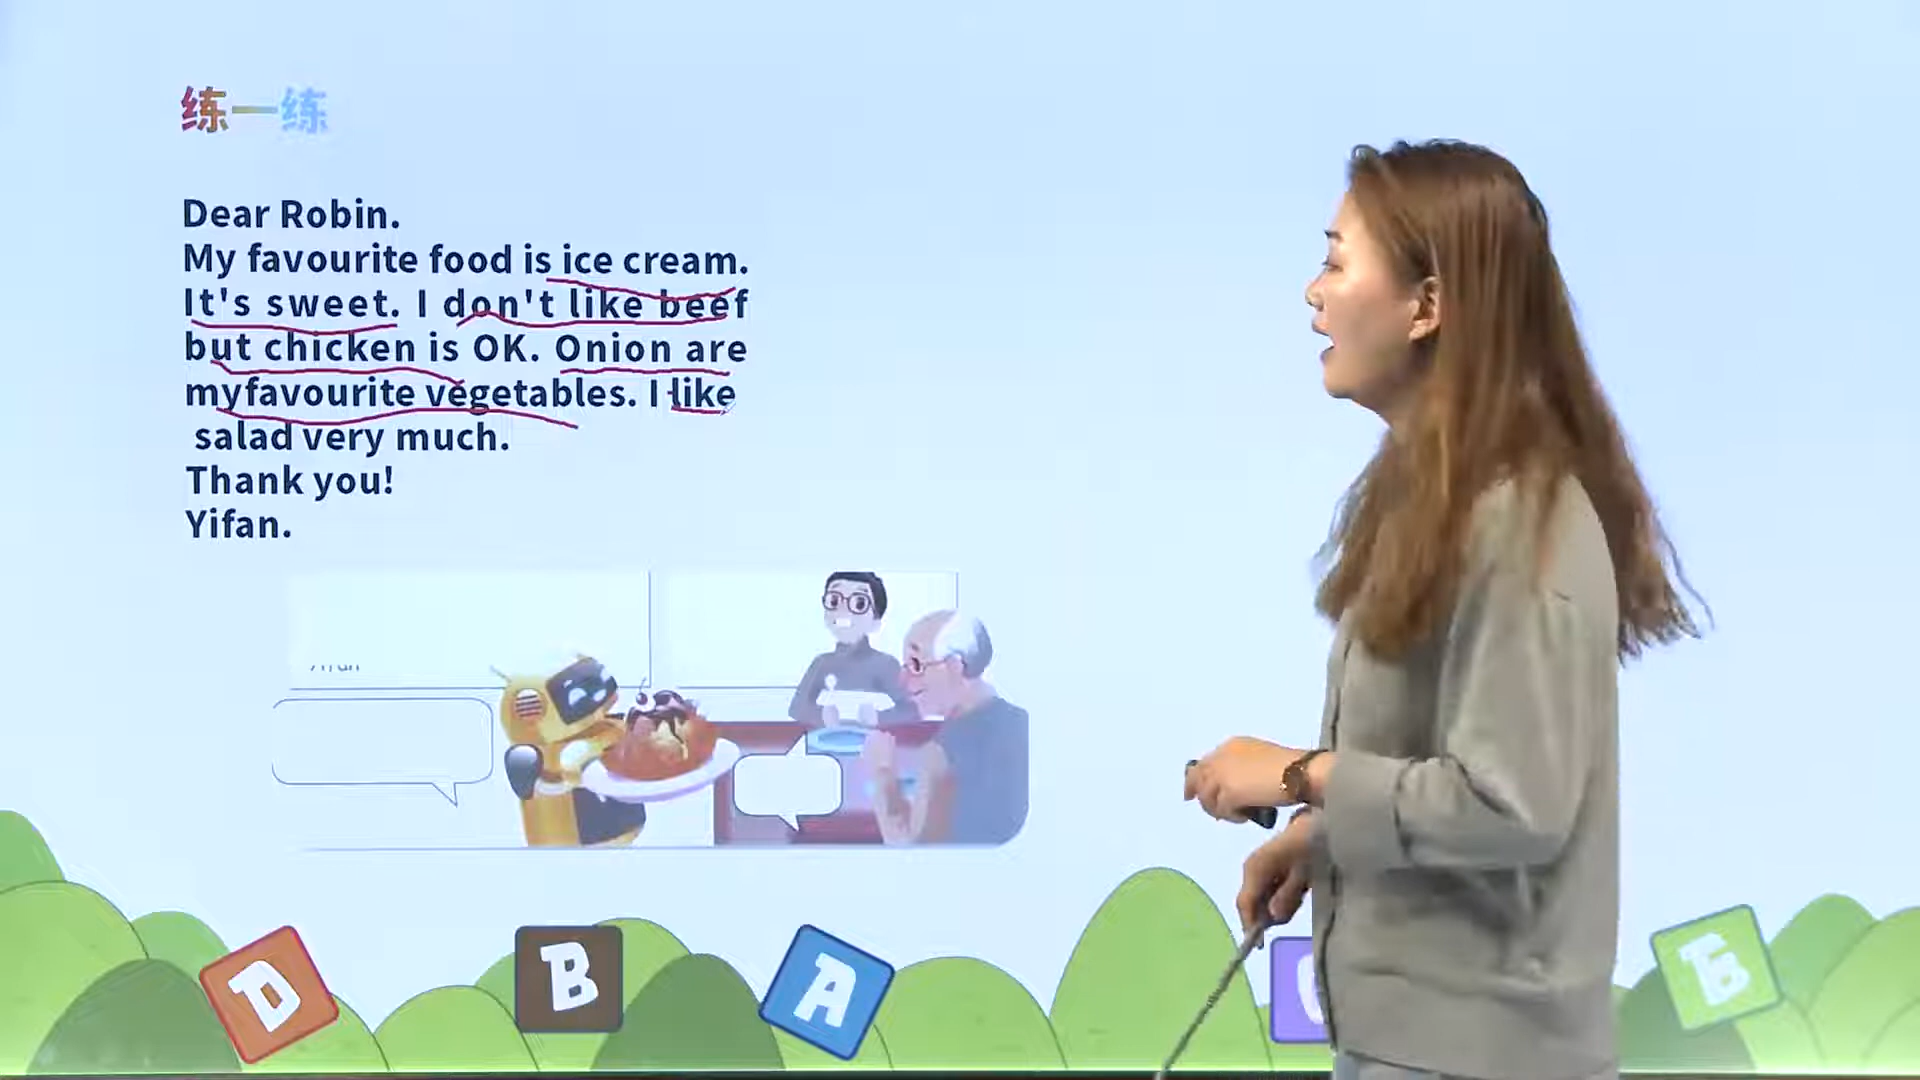 练一练
Dear Robin.
My favourite food is ice cream.
It's sweet. I don't like beef
but chicken is OK. Onion are
myfavourite vegetables. I like
salad very much.
Thank you!
Yifan.
D
B
A